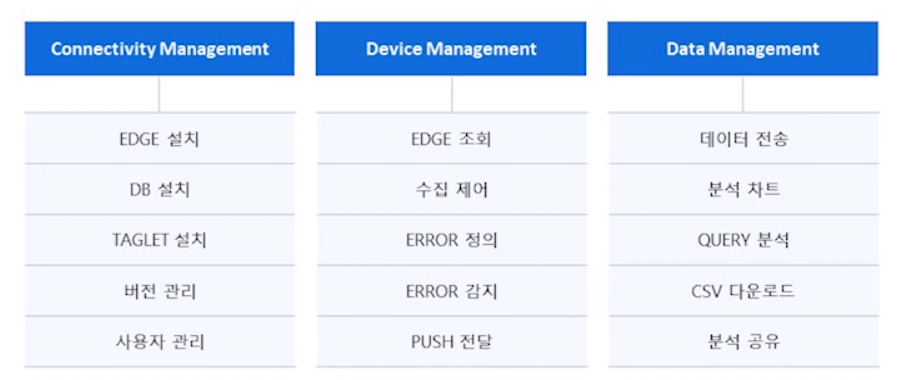 Connectivity Management
EDGE 설치
DB 설치
TAGLET 설치
버전 관리
사용자 관리
Device Management
EDGE 조회
수집 제어
ERROR 정의
ERROR 감지
PUSH 전달
Data Management
데이터 전송
분석 차트
QUERY 분석
CSV 다운로드
분석 공유